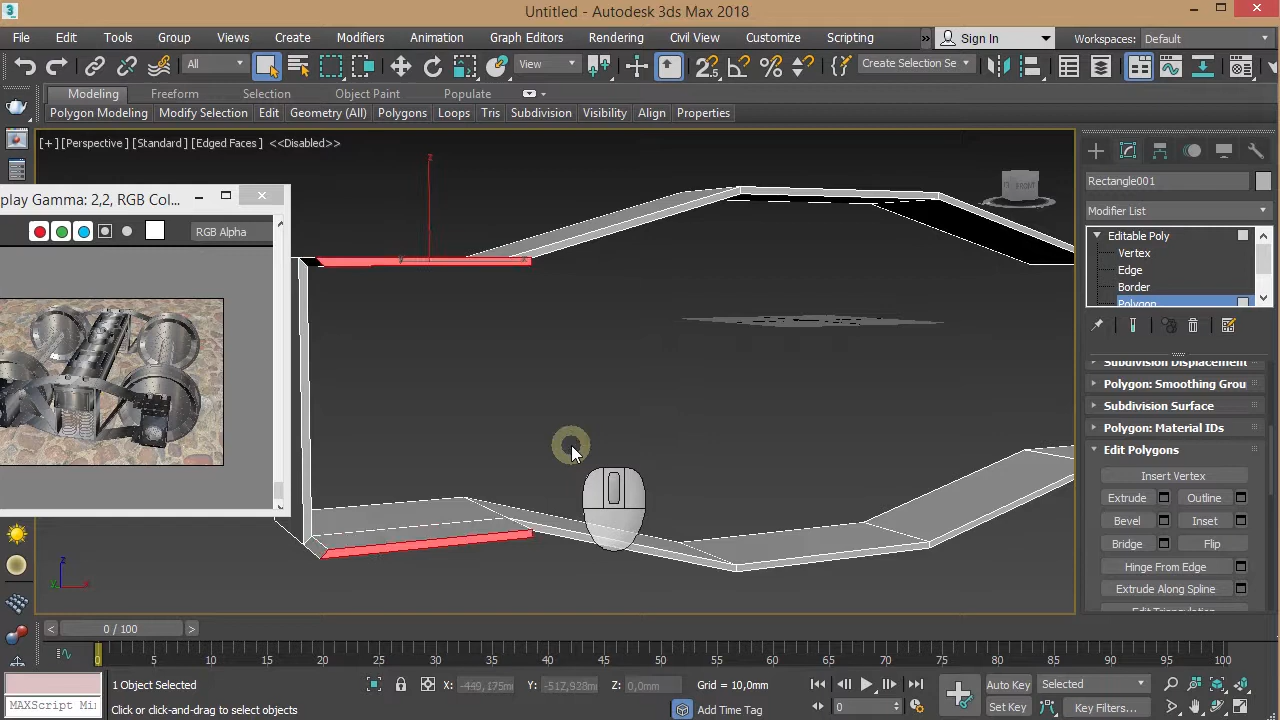 Untitled - Autodesk 3ds Max 2018
File Edit Tools Group Views Create Modifiers Animation Graph Editors Rendering Civil View Customize Scripting » Sign In Workspaces: Default
All View Create Selection Se
Modeling Freeform Selection Object Paint Populate
Polygon Modeling Modify Selection Edit Geometry (All) Polygons Loops Tris Subdivision Visibility Align Properties
[+] [Perspective] [Standard] [Edged Faces] <<Disabled>>
play Gamma: 2,2, RGB Col...
RGB Alpha
FRONT
z
z
x
Rectangle001
Modifier List
Editable Poly
Vertex
Edge
Border
Polygon
Subdivision Displacement
Polygon: Smoothing Grou
Subdivision Surface
Polygon: Material IDs
Edit Polygons
Insert Vertex
Extrude Outline
Bevel Inset
Bridge Flip
Hinge From Edge
Extrude Along Spline
Edit Triangulation
< 0 / 100 >
0 5 10 15 20 25 30 35 40 45 50 55 60 65 70 75 80 85 90 95 100
1 Object Selected X: -449,175m Y: -512,928m Z: 0,0mm Grid = 10,0mm Auto Key Selected
MAXScript Mi Click or click-and-drag to select objects Add Time Tag 0 Set Key Key Filters...